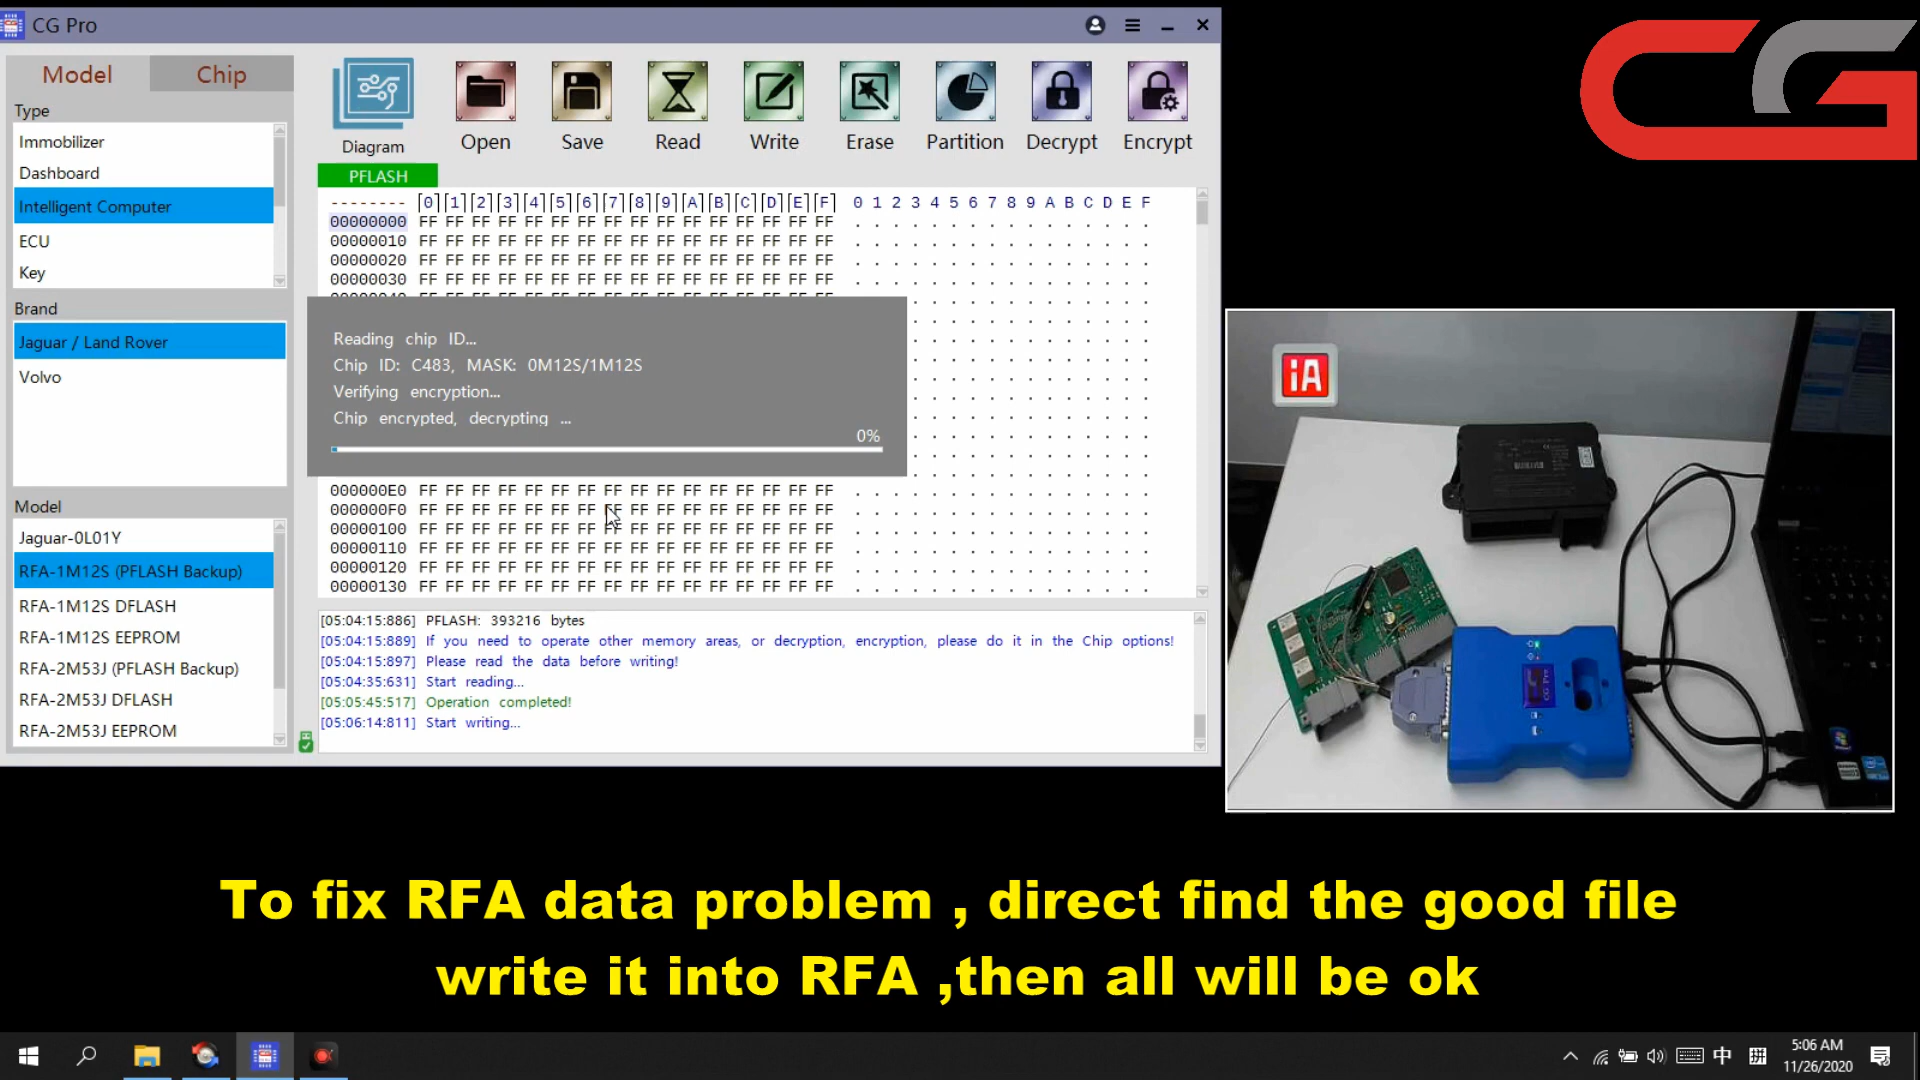 CG Pro
Model
Chip
Type
Immobilizer
Dashboard
Intelligent Computer
ECU
Key
Brand
Jaguar / Land Rover
Volvo
Model
Jaguar-0L01Y
RFA-1M12S (PFLASH Backup)
RFA-1M12S DFLASH
RFA-1M12S EEPROM
RFA-2M53J (PFLASH Backup)
RFA-2M53J DFLASH
RFA-2M53J EEPROM
Diagram
Open
Save
Read
Write
Erase
Partition
Decrypt
Encrypt
PFLASH
-------- [0][1][2][3][4][5][6][7][8][9][A][B][C][D][E][F] 0 1 2 3 4 5 6 7 8 9 A B C D E F
00000000 FF FF FF FF FF FF FF FF FF FF FF FF FF FF FF FF . . . . . . . . . . . . . . . .
00000010 FF FF FF FF FF FF FF FF FF FF FF FF FF FF FF FF . . . . . . . . . . . . . . . .
00000020 FF FF FF FF FF FF FF FF FF FF FF FF FF FF FF FF . . . . . . . . . . . . . . . .
00000030 FF FF FF FF FF FF FF FF FF FF FF FF FF FF FF FF . . . . . . . . . . . . . . . .
Reading chip ID...
Chip ID: C483, MASK: 0M12S/1M12S
Verifying encryption...
Chip encrypted, decrypting ...
0%
000000E0 FF FF FF FF FF FF FF FF FF FF FF FF FF FF FF FF . . . . . . . . . . . . . . . .
000000F0 FF FF FF FF FF FF FF FF FF FF FF FF FF FF FF FF . . . . . . . . . . . . . . . .
00000100 FF FF FF FF FF FF FF FF FF FF FF FF FF FF FF FF . . . . . . . . . . . . . . . .
00000110 FF FF FF FF FF FF FF FF FF FF FF FF FF FF FF FF . . . . . . . . . . . . . . . .
00000120 FF FF FF FF FF FF FF FF FF FF FF FF FF FF FF FF . . . . . . . . . . . . . . . .
00000130 FF FF FF FF FF FF FF FF FF FF FF FF FF FF FF FF . . . . . . . . . . . . . . . .
[05:04:15:886] PFLASH: 393216 bytes
[05:04:15:889] If you need to operate other memory areas, or decryption, encryption, please do it in the Chip options!
[05:04:15:897] Please read the data before writing!
[05:04:35:631] Start reading...
[05:05:45:517] Operation completed!
[05:06:14:811] Start writing...
CG
iA
CG Pro
To fix RFA data problem , direct find the good file
write it into RFA ,then all will be ok
中
拼
5:06 AM
11/26/2020